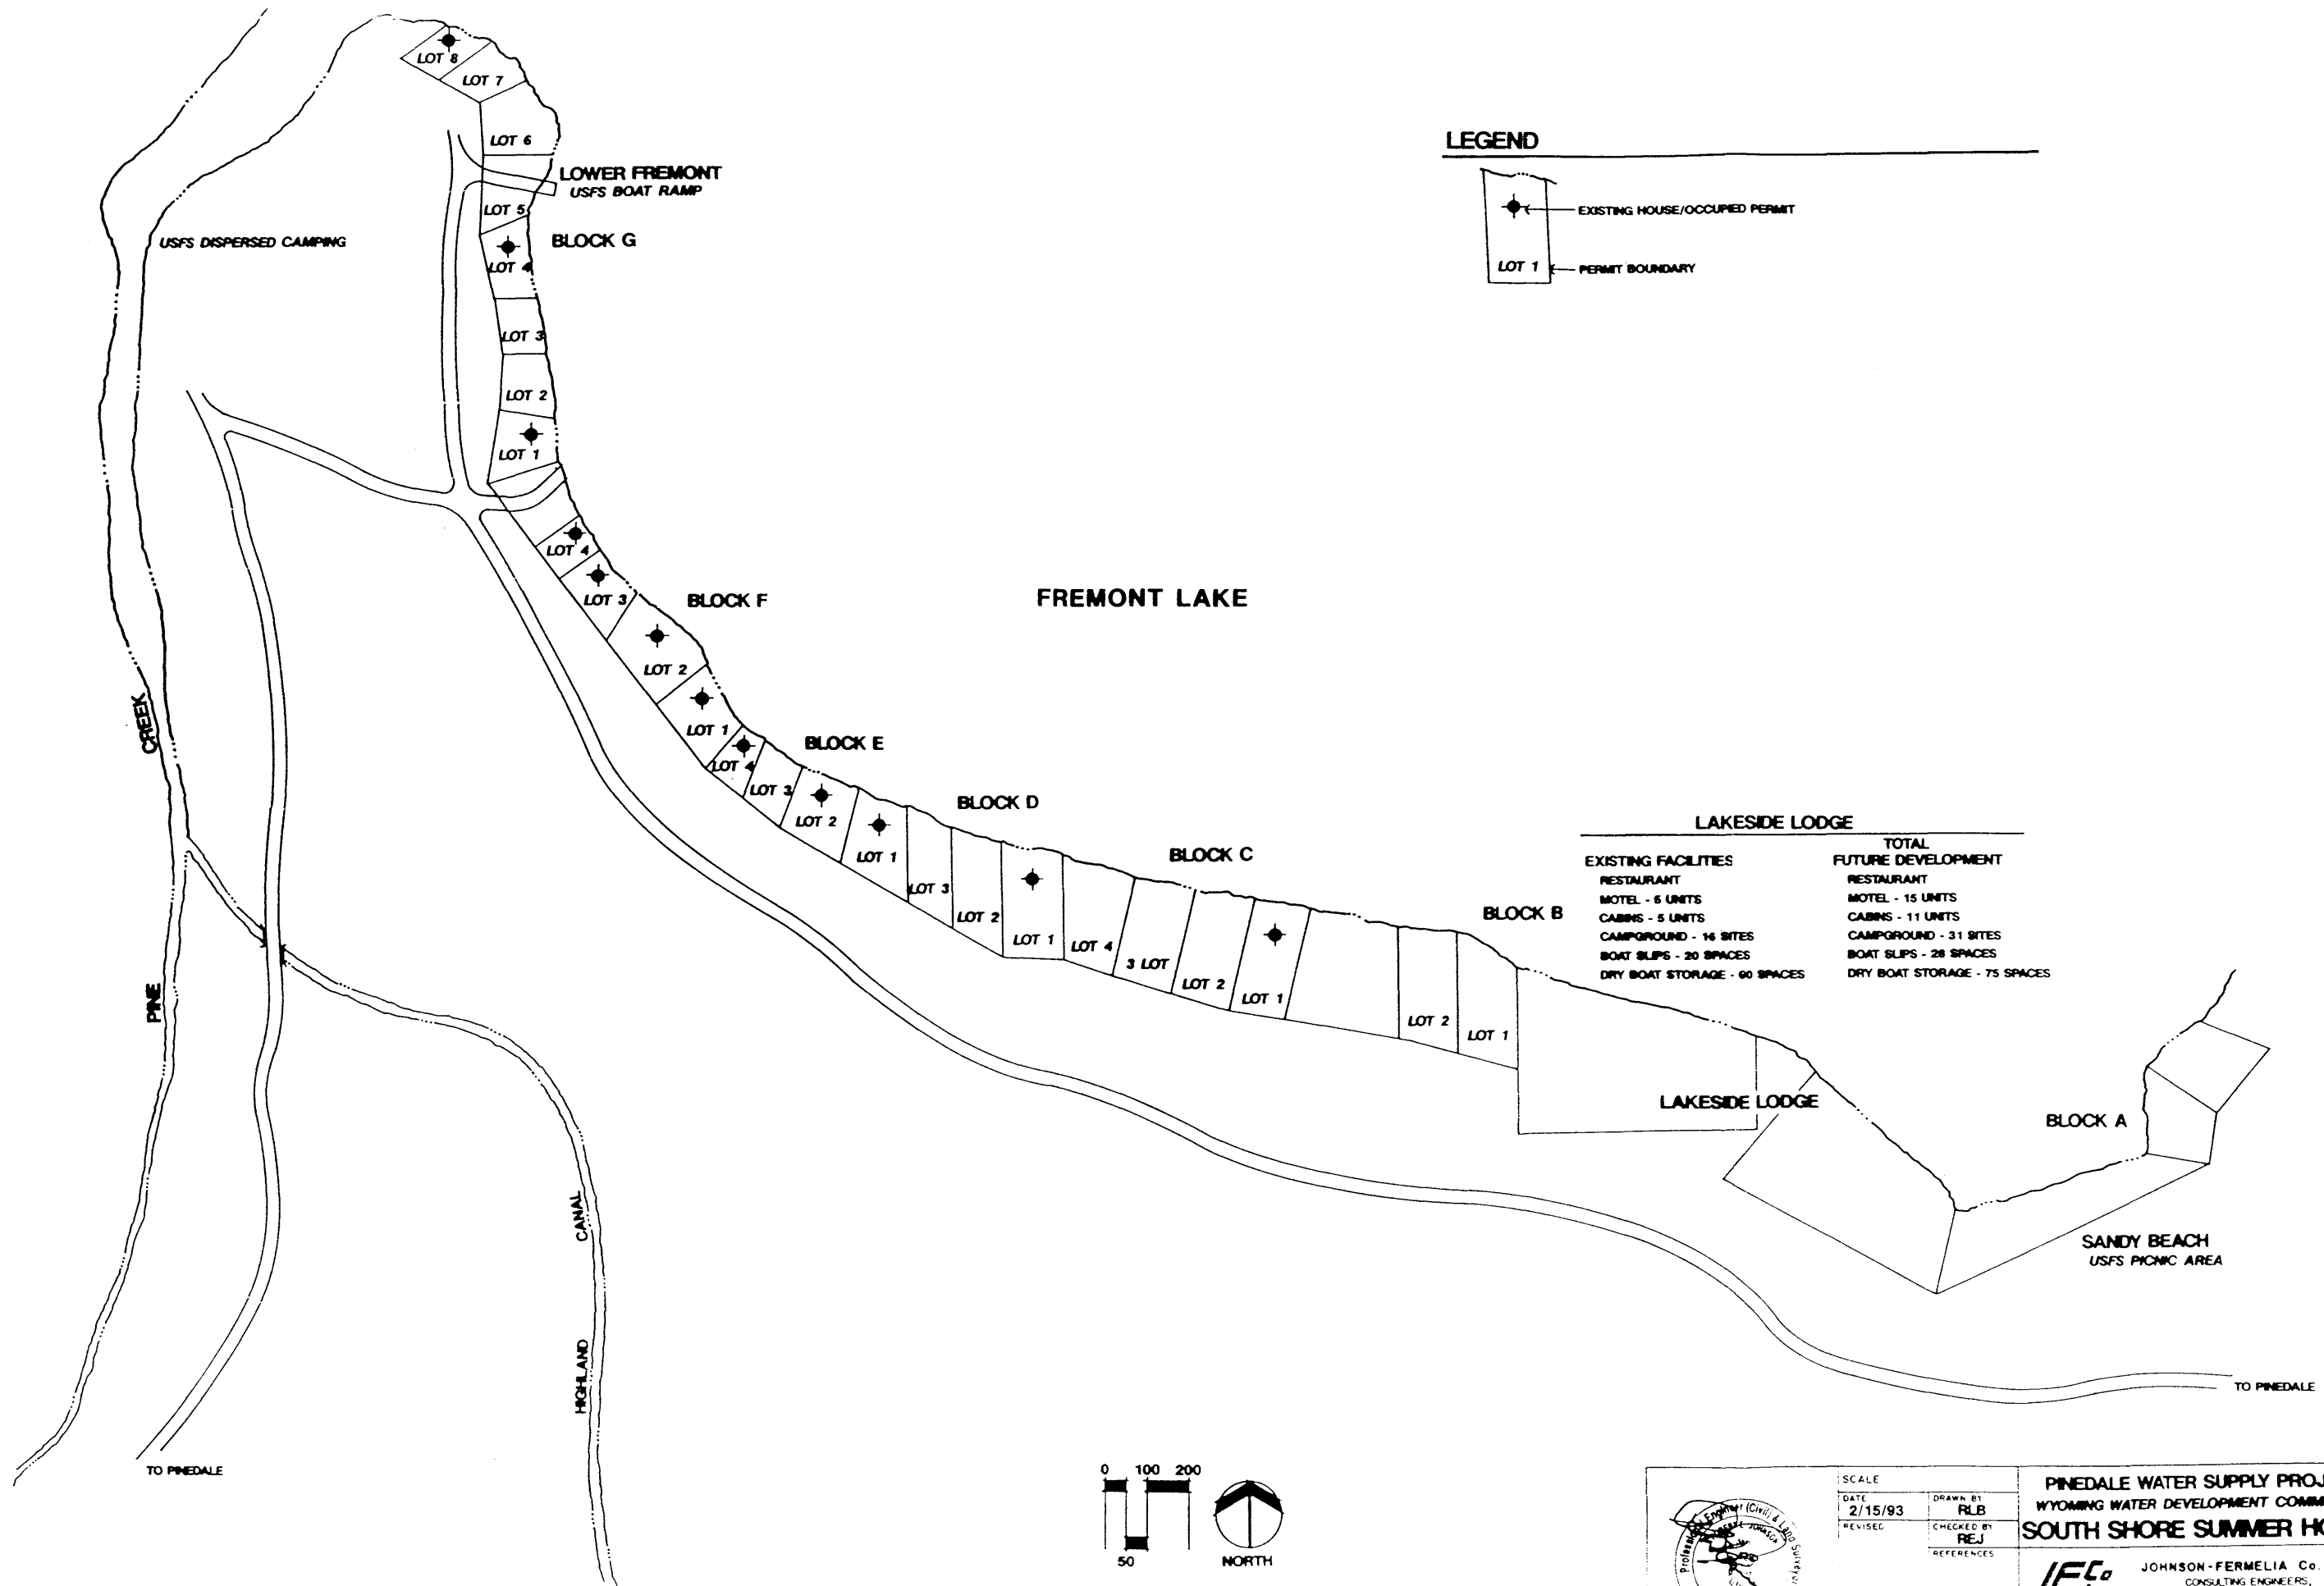 LOT 8
LOT 7
LOT 6
LOWER FREMONT
USFS BOAT RAMP
LOT 5
USFS DISPERSED CAMPING
BLOCK G
LOT 4
LOT 3
LOT 2
LOT 1
LEGEND
EXISTING HOUSE/OCCUPIED PERMIT
LOT 1
PERMIT BOUNDARY
LOT 4
LOT 3
BLOCK F
LOT 2
LOT 1
FREMONT LAKE
BLOCK E
LOT 4
LOT 3
LOT 2
LOT 1
BLOCK D
LOT 3
LOT 2
LOT 1
BLOCK C
LOT 4
3 LOT
LOT 2
LOT 1
BLOCK B
LOT 2
LOT 1
LAKESIDE LODGE
EXISTING FACILITIES
RESTAURANT
MOTEL - 6 UNITS
CABINS - 5 UNITS
CAMPGROUND - 16 SITES
BOAT SLIPS - 20 SPACES
DRY BOAT STORAGE - 90 SPACES
TOTAL
FUTURE DEVELOPMENT
RESTAURANT
MOTEL - 15 UNITS
CABINS - 11 UNITS
CAMPGROUND - 31 SITES
BOAT SLIPS - 28 SPACES
DRY BOAT STORAGE - 75 SPACES
LAKESIDE LODGE
BLOCK A
SANDY BEACH
USFS PICNIC AREA
PINE CREEK
HIGHLAND CANAL
TO PINEDALE
TO PINEDALE
0 100 200
50
NORTH
Professional Engineer (Civil) & Land Surveyor
JOHNSON
SCALE
DATE
2/15/93
DRAWN BY
RLB
REVISED
CHECKED BY
REJ
REFERENCES
PINEDALE WATER SUPPLY PROJ
WYOMING WATER DEVELOPMENT COMM
SOUTH SHORE SUMMER HO
JFCo
JOHNSON-FERMELIA Co.
CONSULTING ENGINEERS,